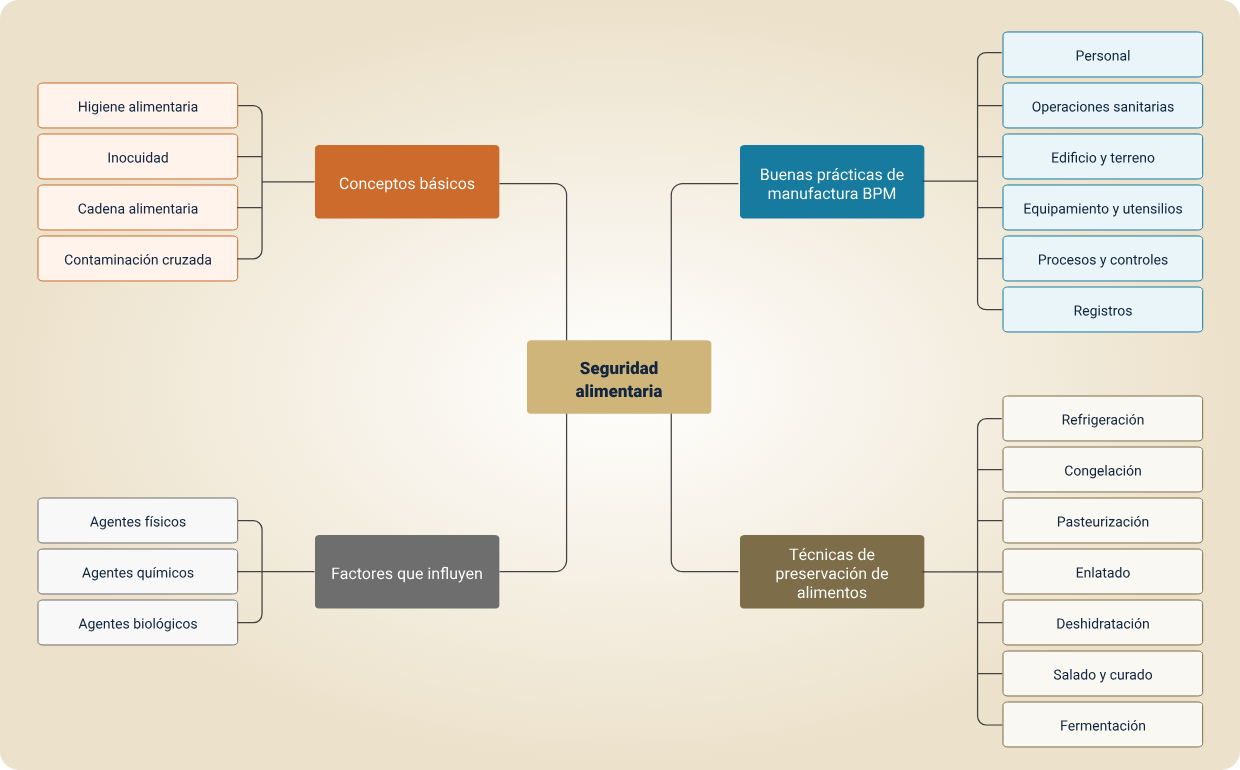 Higiene alimentaria
Inocuidad
Cadena alimentaria
Contaminación cruzada
Conceptos básicos
Buenas prácticas de
manufactura BPM
Personal
Operaciones sanitarias
Edificio y terreno
Equipamiento y utensilios
Procesos y controles
Registros
Seguridad
alimentaria
Agentes físicos
Agentes químicos
Agentes biológicos
Factores que influyen
Técnicas de
preservación de
alimentos
Refrigeración
Congelación
Pasteurización
Enlatado
Deshidratación
Salado y curado
Fermentación